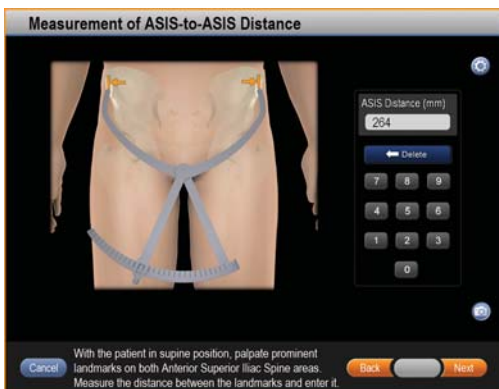 Measurement of ASIS-to-ASIS Distance
ASIS Distance (mm)
264
Delete
7 8 9
4 5 6
1 2 3
0
With the patient in supine position, palpate prominent
landmarks on both Anterior Superior Iliac Spine areas.
Measure the distance between the landmarks and enter it.
Cancel
Back
Next